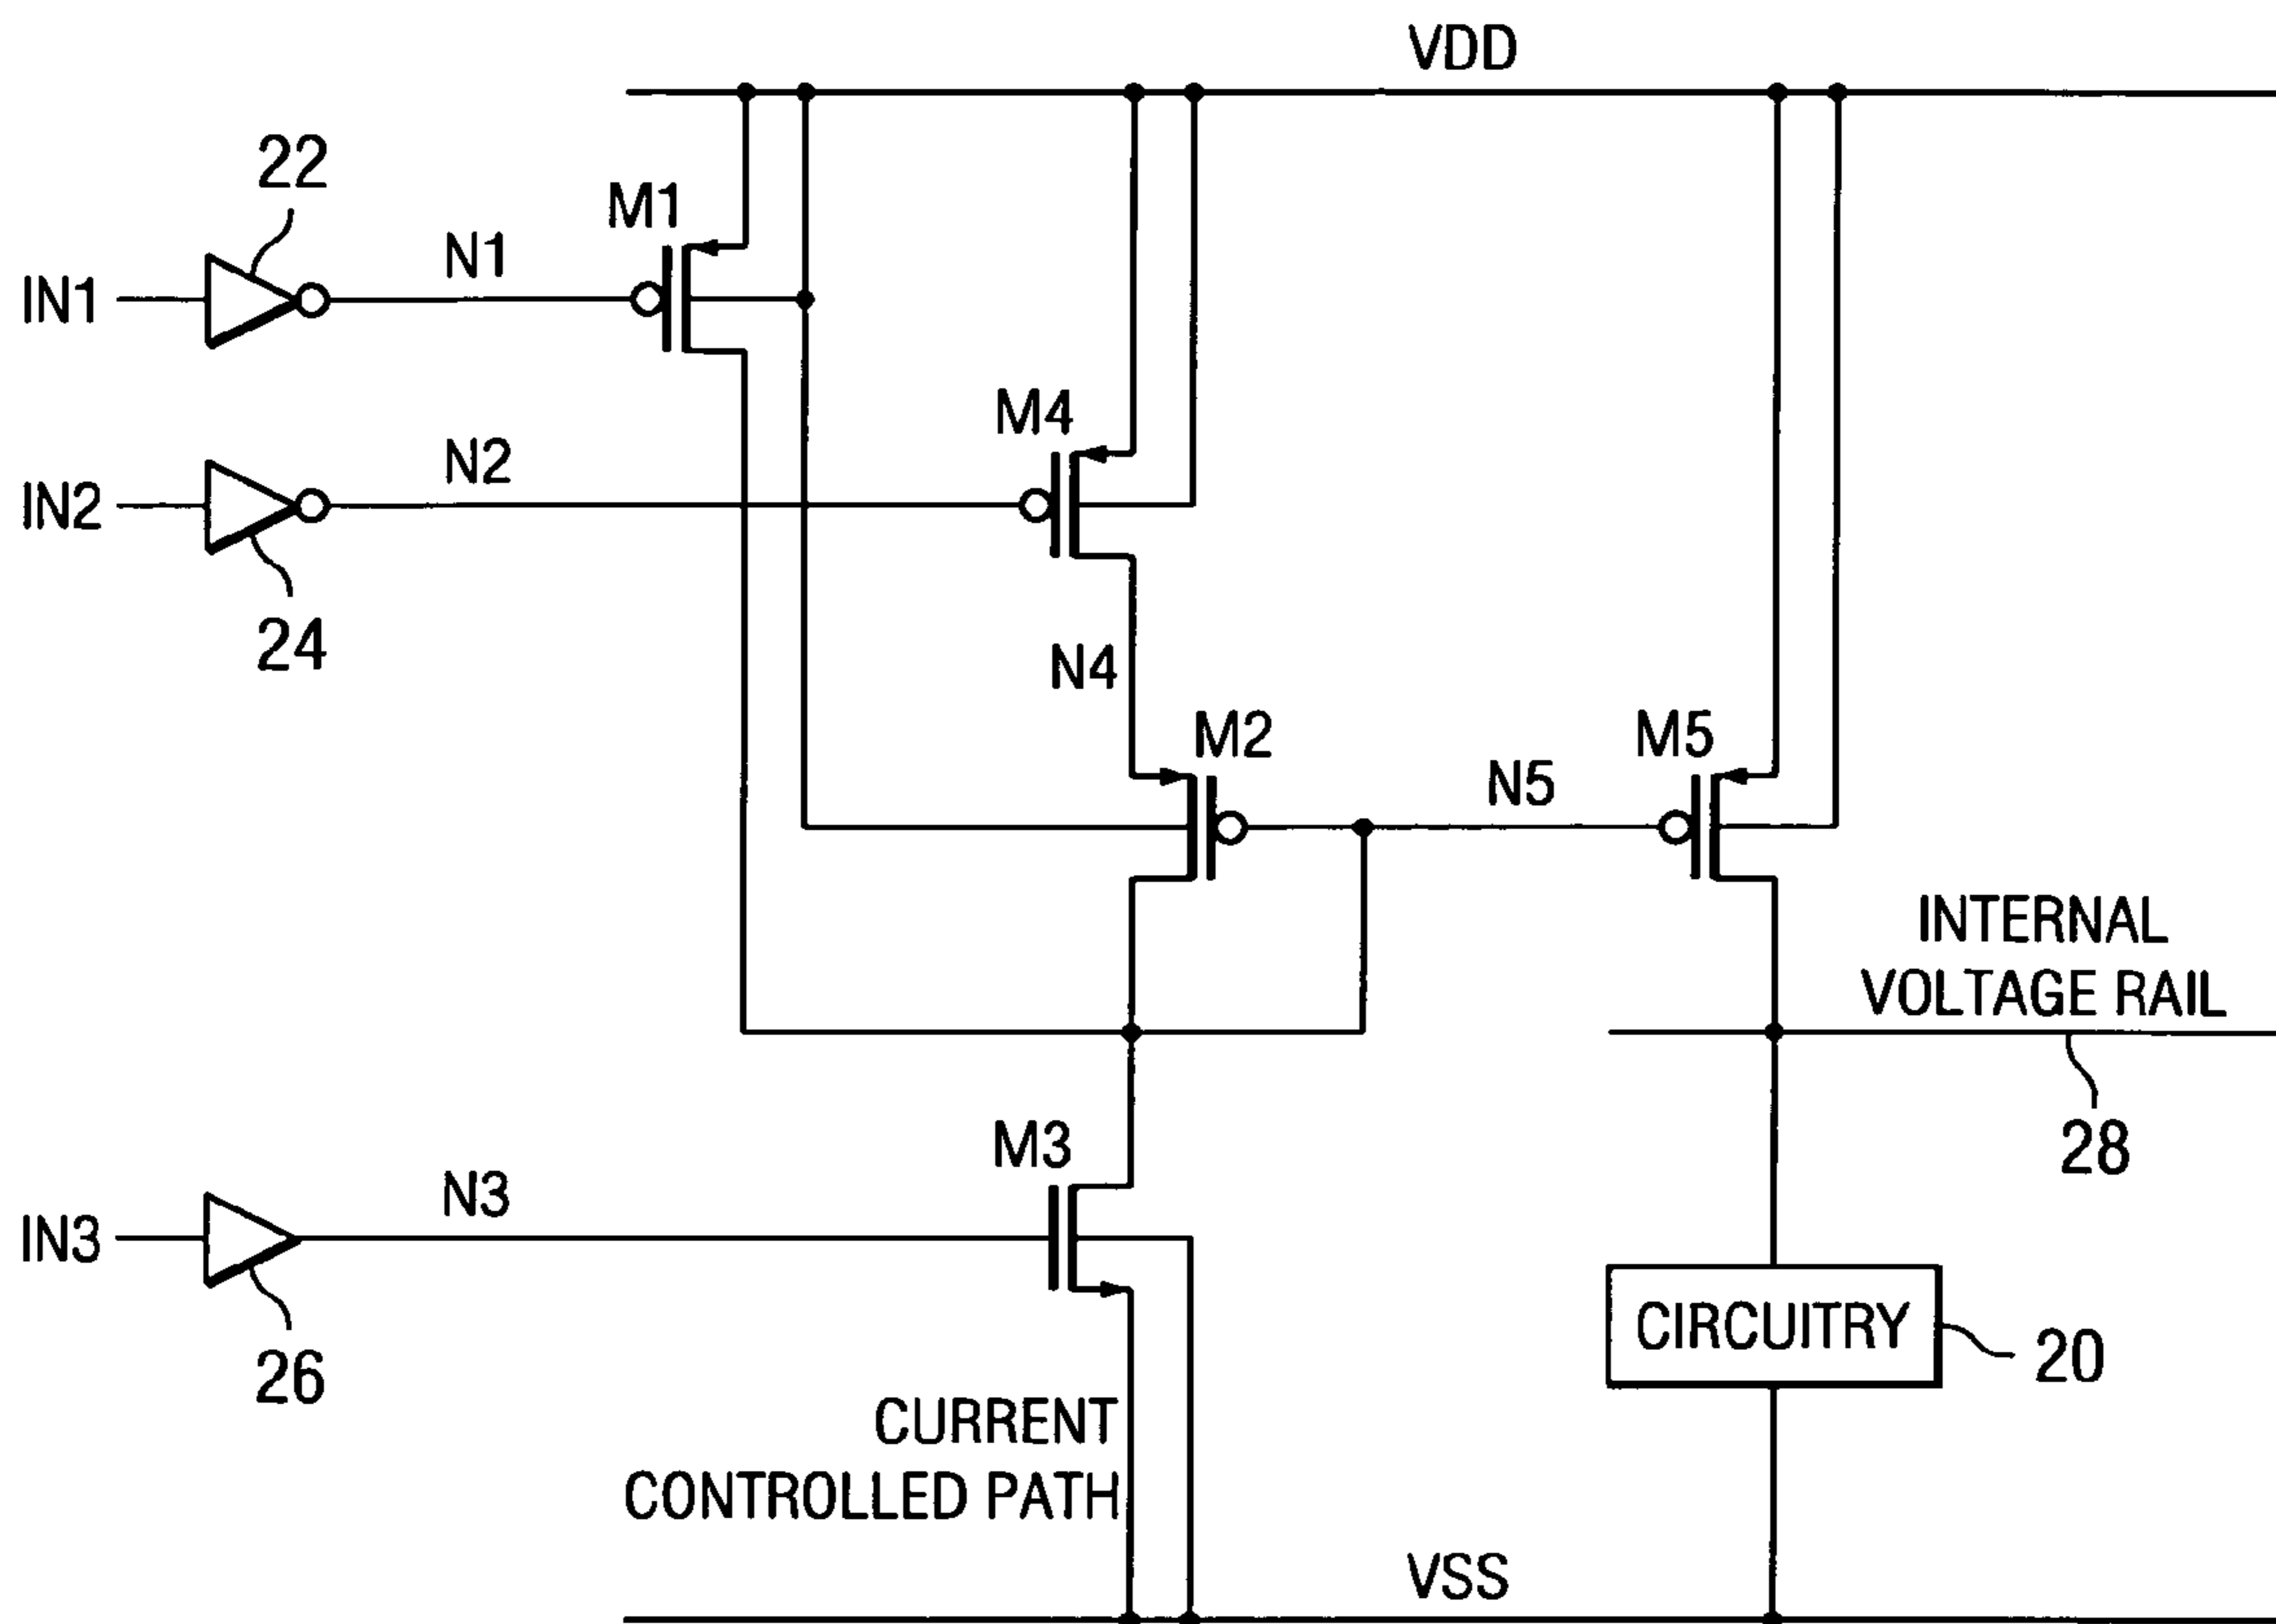 VDD
22
M1
N1
IN1
M4
N2
IN2
24
N4
M2
M5
N5
INTERNAL
VOLTAGE RAIL
28
M3
N3
IN3
26
CIRCUITRY
20
CURRENT
CONTROLLED PATH
VSS